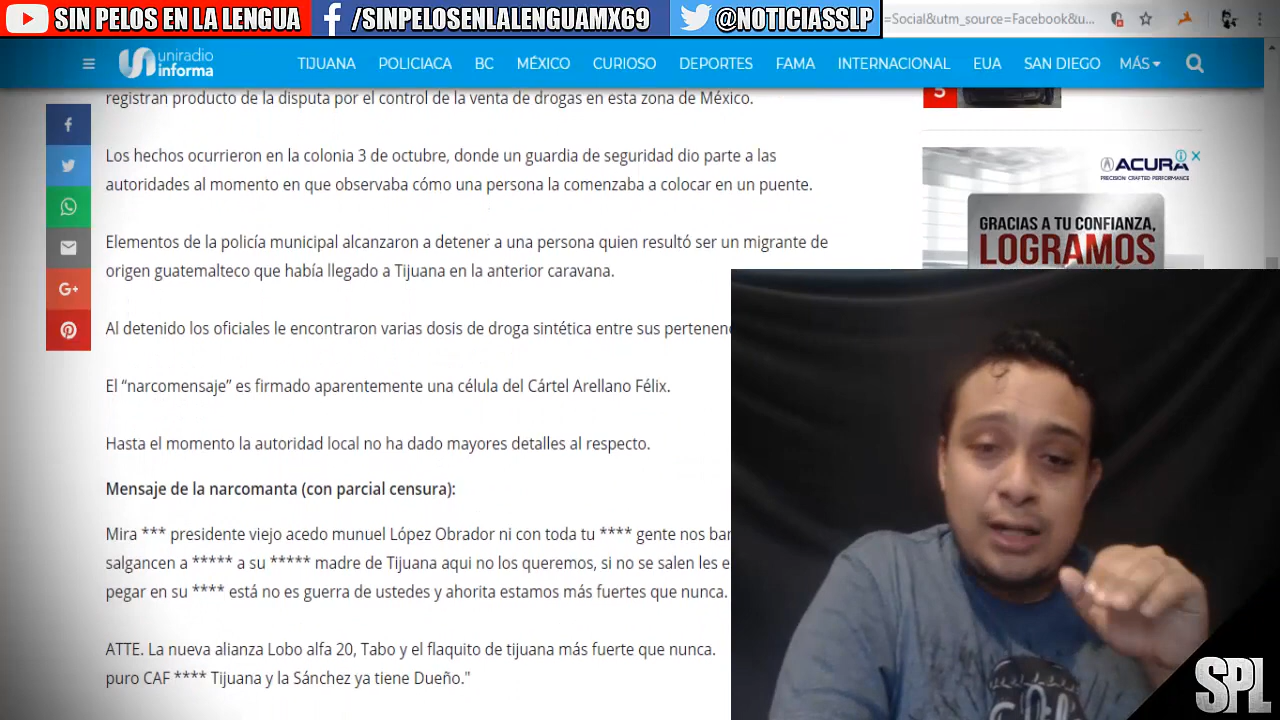 SIN PELOS EN LA LENGUA
/SINPELOSENLALENGUAMX69
@NOTICIASSLP
=Social&utm_source=Facebook&u...
uniradio
informa
TIJUANA POLICIACA BC MÉXICO CURIOSO DEPORTES FAMA INTERNACIONAL EUA SAN DIEGO MÁS
registran producto de la disputa por el control de la venta de drogas en esta zona de México.
5
Los hechos ocurrieron en la colonia 3 de octubre, donde un guardia de seguridad dio parte a las
autoridades al momento en que observaba cómo una persona la comenzaba a colocar en un puente.
ACURA
PRECISION CRAFTED PERFORMANCE
GRACIAS A TU CONFIANZA,
LOGRAMOS
Elementos de la policía municipal alcanzaron a detener a una persona quien resultó ser un migrante de
origen guatemalteco que había llegado a Tijuana en la anterior caravana.
G+
Al detenido los oficiales le encontraron varias dosis de droga sintética entre sus
El “narcomensaje” es firmado aparentemente una célula del Cártel Arellano Félix.
Hasta el momento la autoridad local no ha dado mayores detalles al respecto.
Mensaje de la narcomanta (con parcial censura):
Mira *** presidente viejo acedo munuel López Obrador ni con toda tu **** gente nos
salgancen a ***** a su ***** madre de Tijuana aqui no los queremos, si no se salen les
pegar en su **** está no es guerra de ustedes y ahorita estamos más fuertes que nunca.
ATTE. La nueva alianza Lobo alfa 20, Tabo y el flaquito de tijuana más fuerte que nunca.
puro CAF **** Tijuana y la Sánchez ya tiene Dueño."
SPL